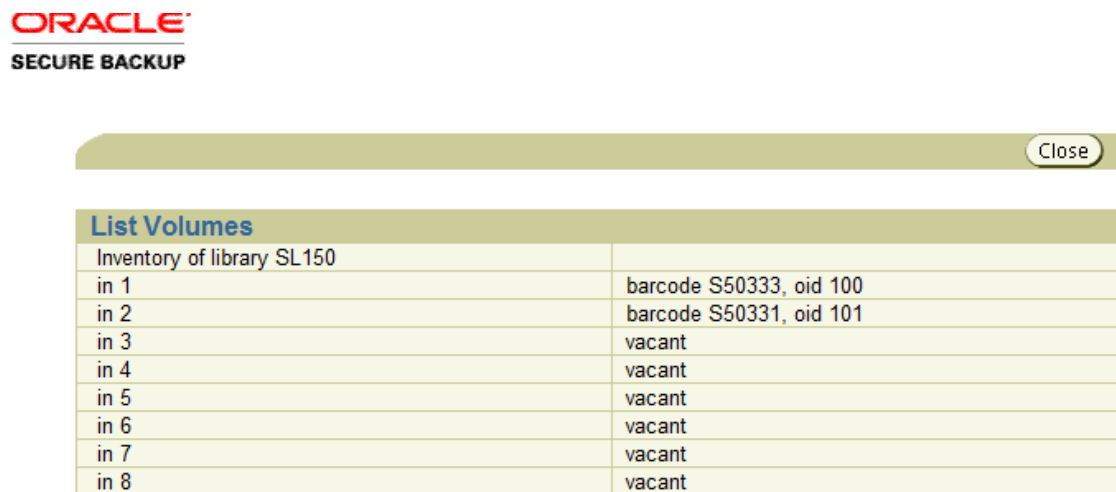 ORACLE
SECURE BACKUP
Close
List Volumes
Inventory of library SL150
in 1 barcode S50333, oid 100
in 2 barcode S50331, oid 101
in 3 vacant
in 4 vacant
in 5 vacant
in 6 vacant
in 7 vacant
in 8 vacant